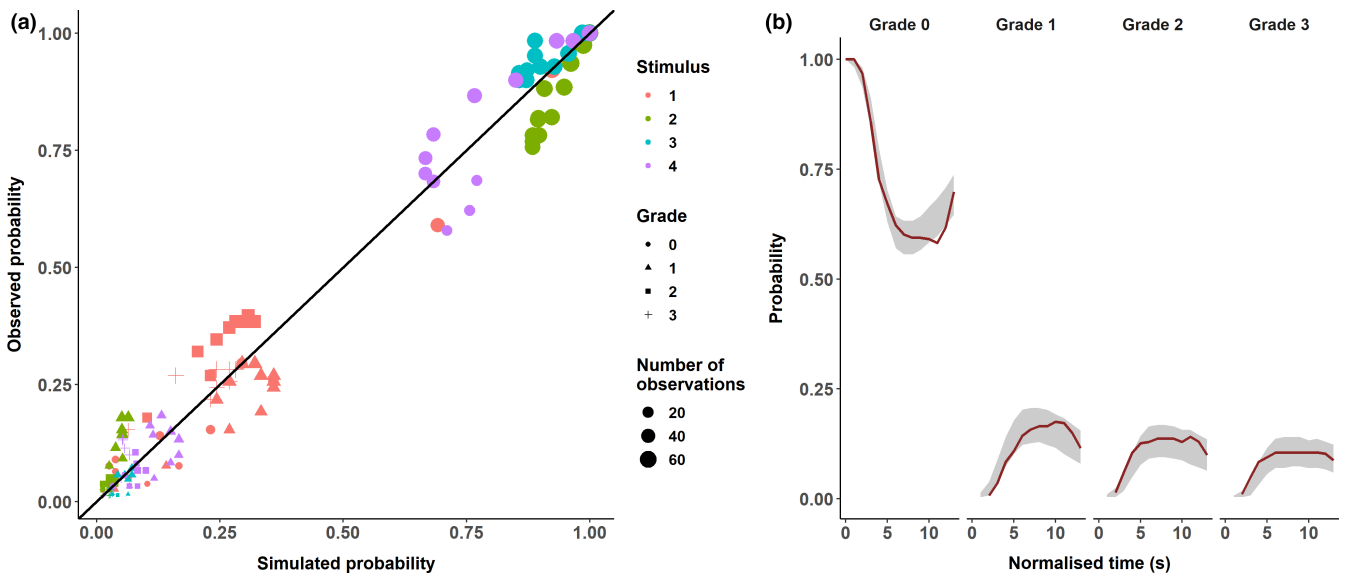 (a)
Observed probability
1.00
0.75
0.50
0.25
0.00
0.00 0.25 0.50 0.75 1.00
Simulated probability
Stimulus
1
2
3
4
Grade
0
1
2
3
Number of
observations
20
40
60
(b)
Grade 0 Grade 1 Grade 2 Grade 3
Probability
1.00
0.75
0.50
0.25
0.00
0 5 10 0 5 10 0 5 10 0 5 10
Normalised time (s)